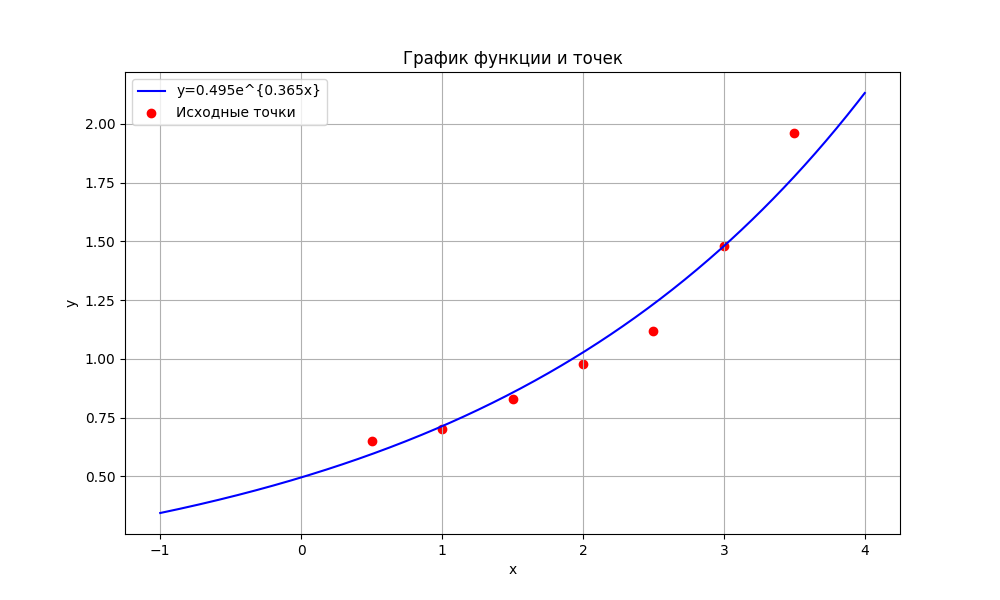 График функции и точек
y=0.495e^{0.365x}
Исходные точки
2.00
1.75
1.50
1.25
1.00
0.75
0.50
y
−1 0 1 2 3 4
x